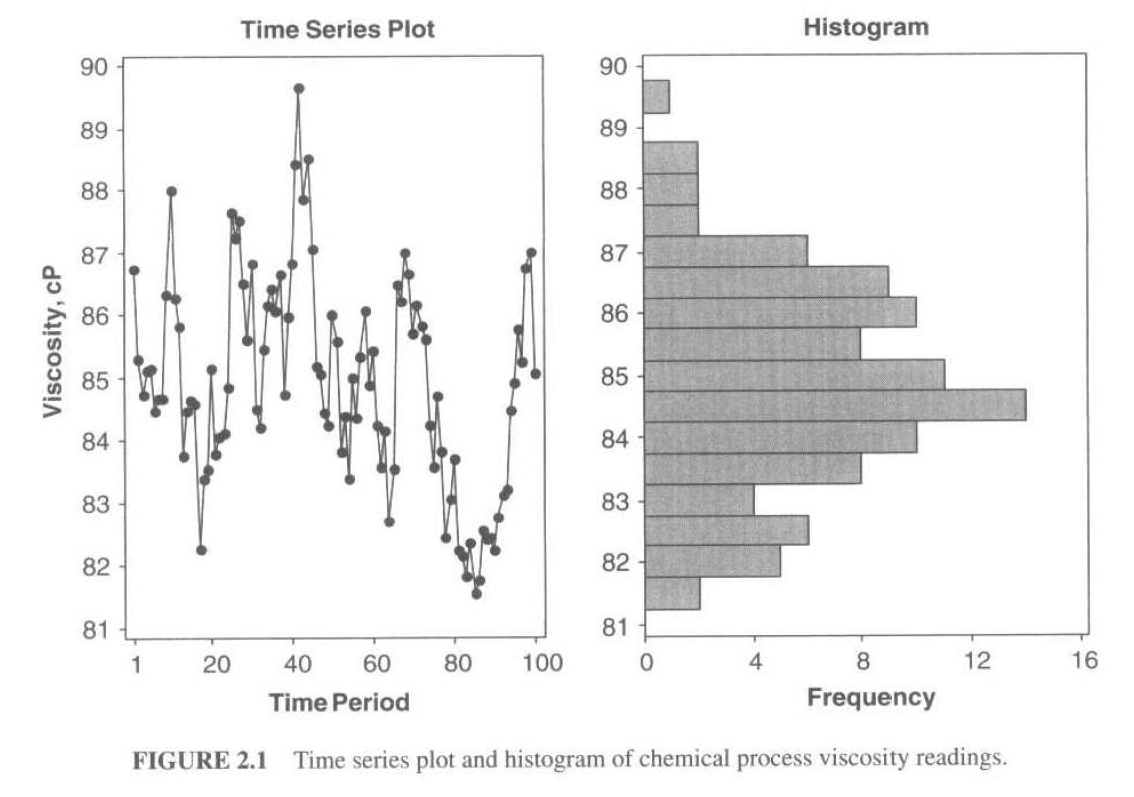 Time Series Plot
Histogram
90
89
88
87
86
85
84
83
82
81
Viscosity, cP
1 20 40 60 80 100
Time Period
90
89
88
87
86
85
84
83
82
81
0 4 8 12 16
Frequency
FIGURE 2.1 Time series plot and histogram of chemical process viscosity readings.